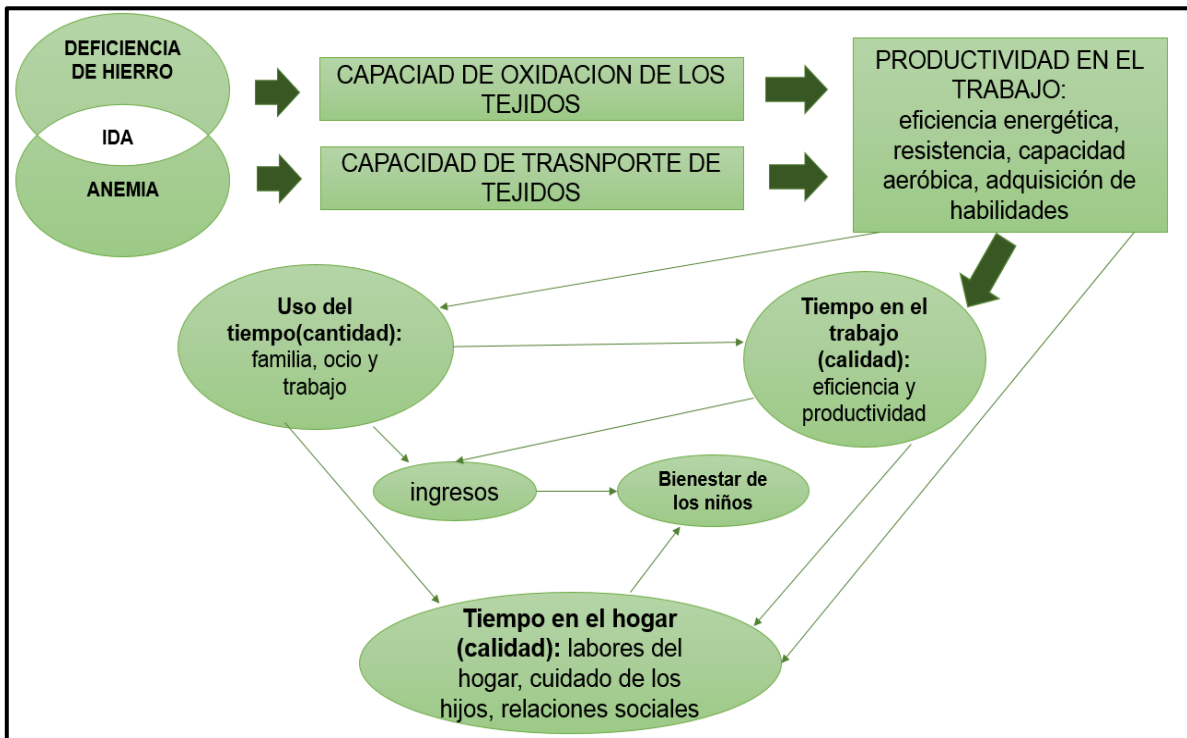 DEFICIENCIA
DE HIERRO
IDA
ANEMIA
CAPACIAD DE OXIDACION DE LOS
TEJIDOS
CAPACIDAD DE TRASNPORTE DE
TEJIDOS
PRODUCTIVIDAD EN EL
TRABAJO:
eficiencia energética,
resistencia, capacidad
aeróbica, adquisición de
habilidades
Uso del
tiempo(cantidad):
familia, ocio y
trabajo
Tiempo en el
trabajo
(calidad):
eficiencia y
productividad
ingresos
Bienestar de
los niños
Tiempo en el hogar
(calidad): labores del
hogar, cuidado de los
hijos, relaciones sociales